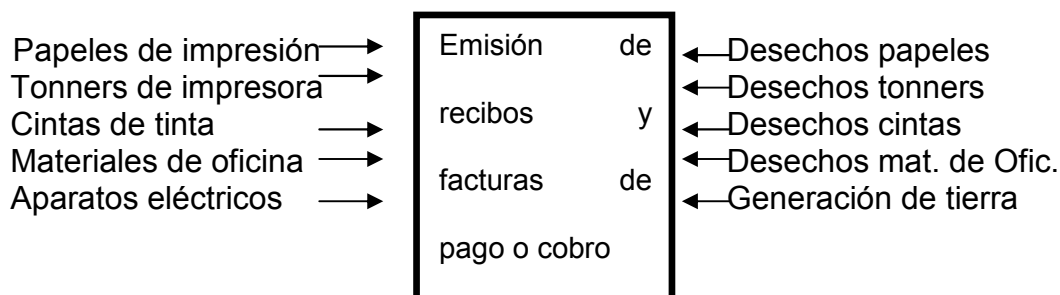 Papeles de impresión
Tonners de impresora
Cintas de tinta
Materiales de oficina
Aparatos eléctricos
Emisión de
recibos y
facturas de
pago o cobro
Desechos papeles
Desechos tonners
Desechos cintas
Desechos mat. de Ofic.
Generación de tierra